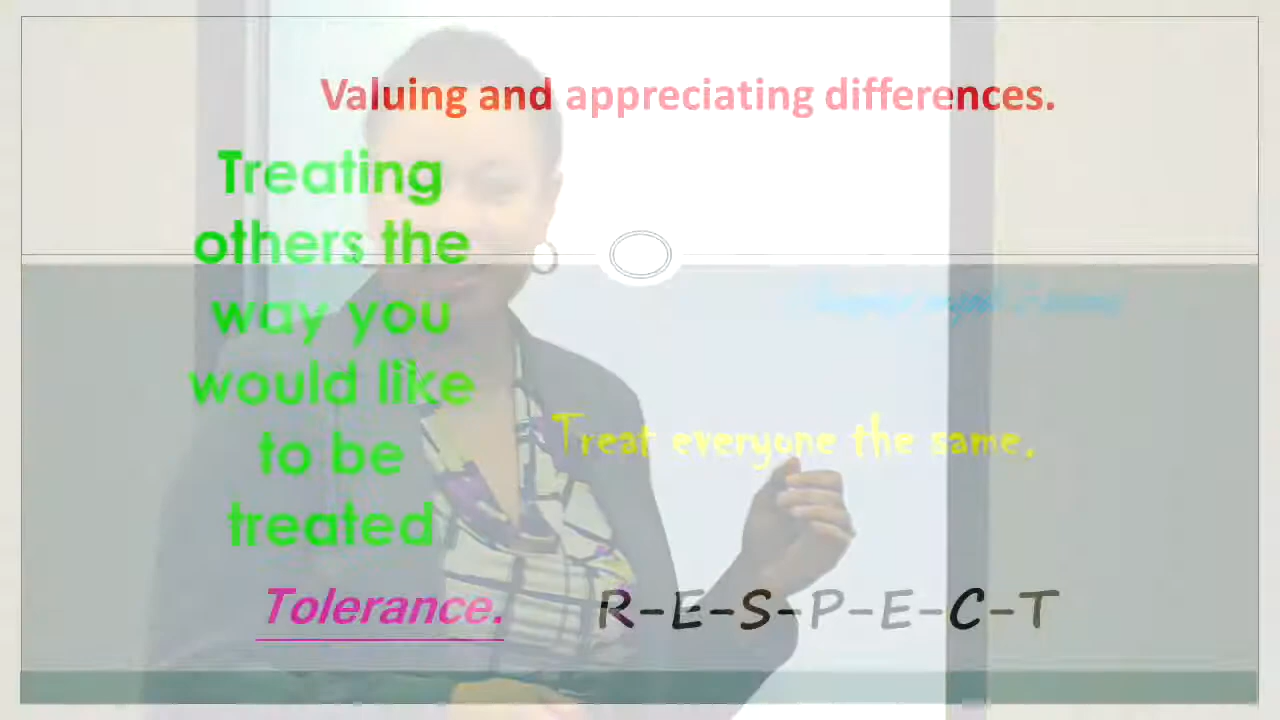 Valuing and appreciating differences.
Treating
others the
way you
would like
to be
treated
Treat everyone the same.
Tolerance.
R-E-S-P-E-C-T